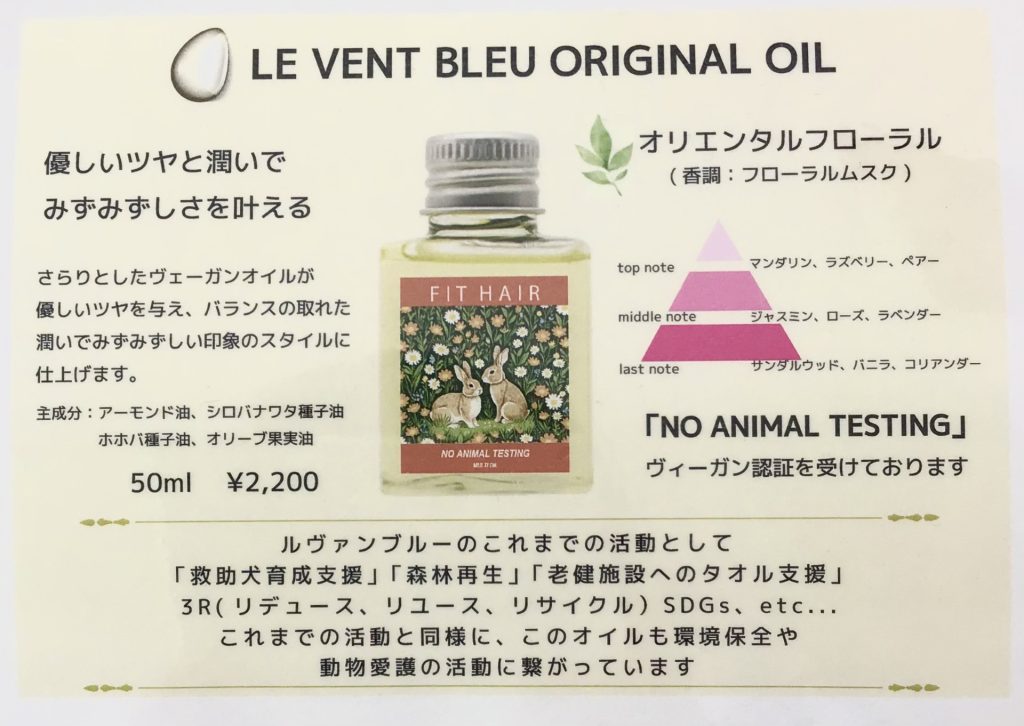 LE VENT BLEU ORIGINAL OIL
優しいツヤと潤いで
みずみずしさを叶える
さらりとしたヴェーガンオイルが
優しいツヤを与え、バランスの取れた
潤いでみずみずしい印象のスタイルに
仕上げます。
主成分：アーモンド油、シロバナワタ種子油
ホホバ種子油、オリーブ果実油
50ml ¥2,200
FIT HAIR
NO ANIMAL TESTING
オリエンタルフローラル
(香調：フローラルムスク)
top note マンダリン、ラズベリー、ペアー
middle note ジャスミン、ローズ、ラベンダー
last note サンダルウッド、バニラ、コリアンダー
「NO ANIMAL TESTING」
ヴィーガン認証を受けております
ルヴァンブルーのこれまでの活動として
「救助犬育成支援」「森林再生」「老健施設へのタオル支援」
3R(リデュース、リユース、リサイクル）SDGs、etc...
これまでの活動と同様に、このオイルも環境保全や
動物愛護の活動に繋がっています